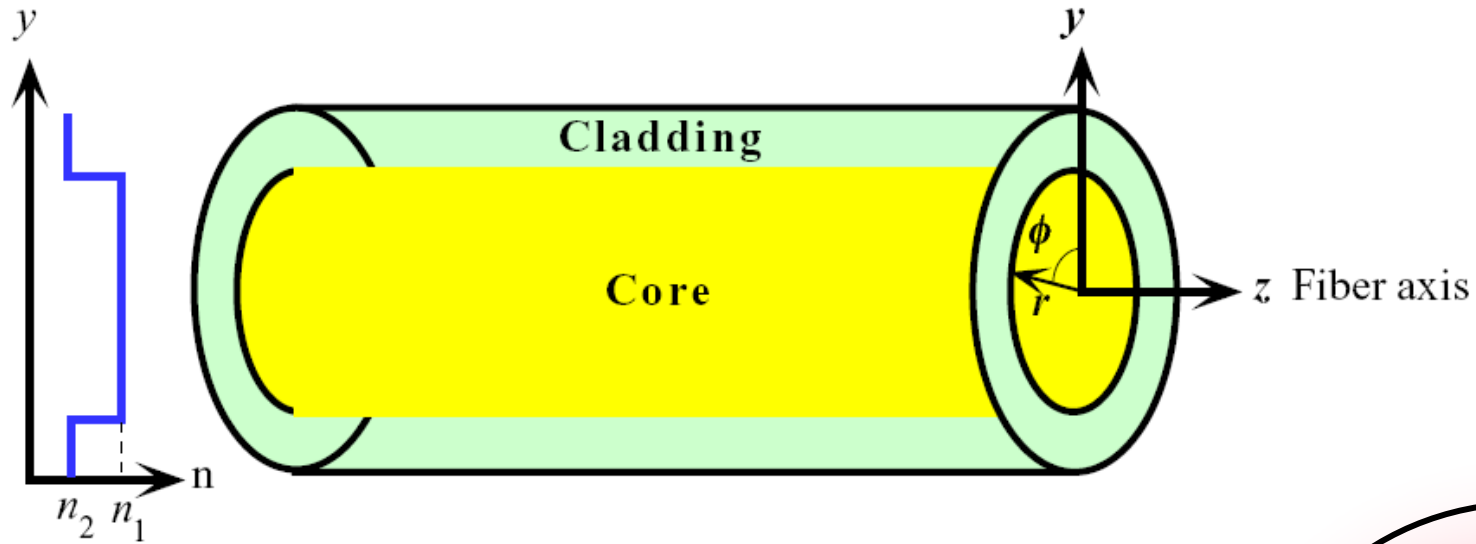 y
y
Cladding
ϕ
Core
r
z Fiber axis
n
n₂ n₁